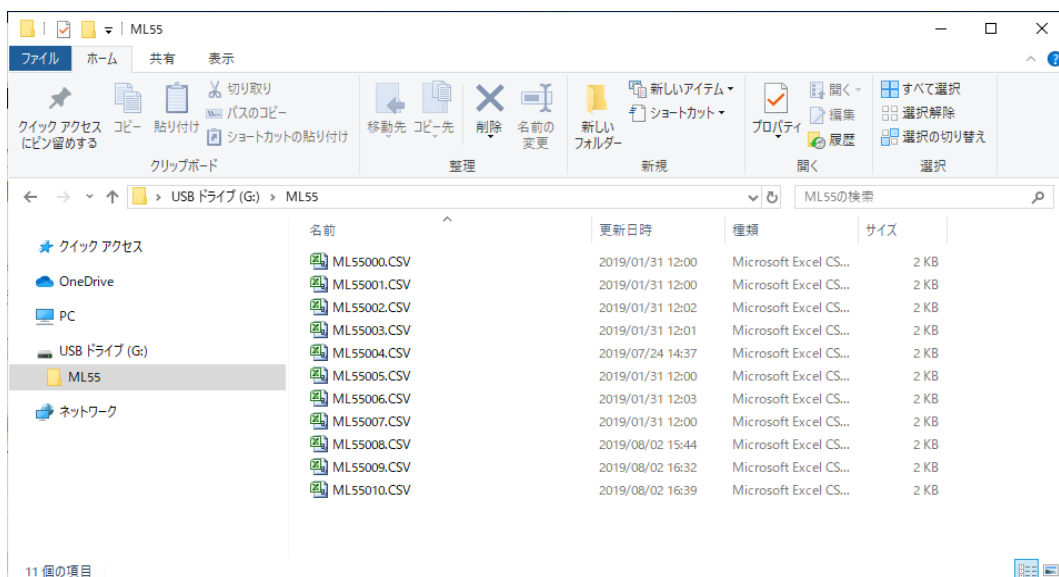 ML55
ファイル ホーム 共有 表示
クイック アクセス
にピン留めする
コピー
貼り付け
切り取り
パスのコピー
ショートカットの貼り付け
クリップボード
移動先 コピー先 削除 名前の
変更
整理
新しい
フォルダー
新しいアイテム
ショートカット
新規
プロパティ
開く
編集
履歴
開く
すべて選択
選択解除
選択の切り替え
選択
USB ドライブ (G:) › ML55
ML55の検索
クイック アクセス
OneDrive
PC
USB ドライブ (G:)
ML55
ネットワーク
名前 更新日時 種類 サイズ
ML55000.CSV 2019/01/31 12:00 Microsoft Excel CS... 2 KB
ML55001.CSV 2019/01/31 12:00 Microsoft Excel CS... 2 KB
ML55002.CSV 2019/01/31 12:02 Microsoft Excel CS... 2 KB
ML55003.CSV 2019/01/31 12:01 Microsoft Excel CS... 2 KB
ML55004.CSV 2019/07/24 14:37 Microsoft Excel CS... 2 KB
ML55005.CSV 2019/01/31 12:00 Microsoft Excel CS... 2 KB
ML55006.CSV 2019/01/31 12:03 Microsoft Excel CS... 2 KB
ML55007.CSV 2019/01/31 12:00 Microsoft Excel CS... 2 KB
ML55008.CSV 2019/08/02 15:44 Microsoft Excel CS... 2 KB
ML55009.CSV 2019/08/02 16:32 Microsoft Excel CS... 2 KB
ML55010.CSV 2019/08/02 16:39 Microsoft Excel CS... 2 KB
11 個の項目